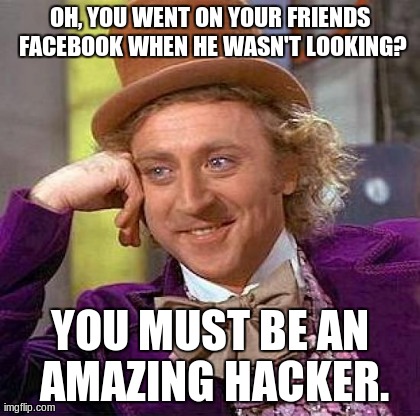 OH, YOU WENT ON YOUR FRIENDS
FACEBOOK WHEN HE WASN'T LOOKING?
YOU MUST BE AN
AMAZING HACKER.
imgflip.com